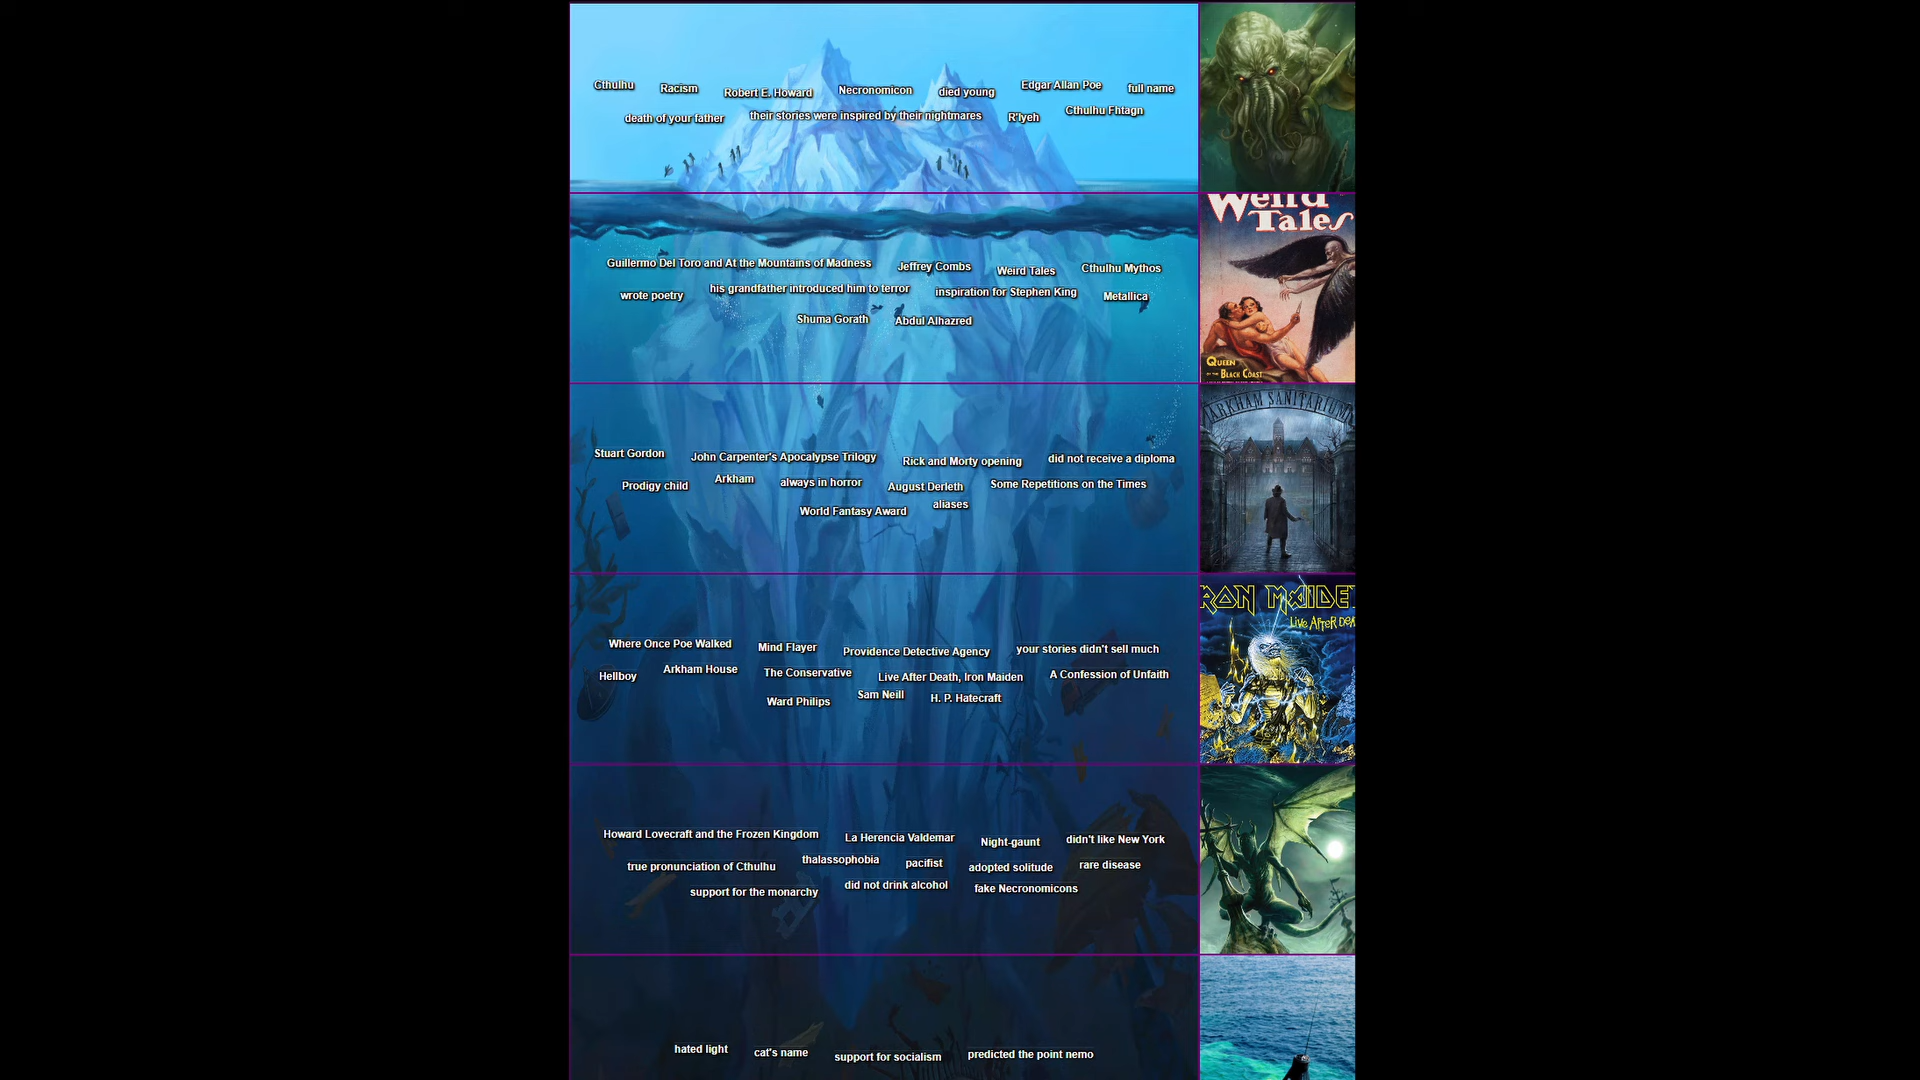 Cthulhu Racism Robert E. Howard Necronomicon died young Edgar Allan Poe full name
death of your father their stories were inspired by their nightmares R'lyeh Cthulhu Fhtagn
Weird
Tales
QUEEN
OF THE BLACK COAST
Guillermo Del Toro and At the Mountains of Madness Jeffrey Combs Weird Tales Cthulhu Mythos
wrote poetry his grandfather introduced him to terror inspiration for Stephen King Metallica
Shuma Gorath Abdul Alhazred
ARKHAM SANITARIUM
Stuart Gordon John Carpenter's Apocalypse Trilogy Rick and Morty opening did not receive a diploma
Prodigy child Arkham always in horror August Derleth Some Repetitions on the Times
World Fantasy Award aliases
RON MAIDE
LIVE AFTER DEA
Where Once Poe Walked Mind Flayer Providence Detective Agency your stories didn't sell much
Hellboy Arkham House The Conservative Live After Death, Iron Maiden A Confession of Unfaith
Ward Philips Sam Neill H. P. Hatecraft
Howard Lovecraft and the Frozen Kingdom La Herencia Valdemar Night-gaunt didn't like New York
true pronunciation of Cthulhu thalassophobia pacifist adopted solitude rare disease
support for the monarchy did not drink alcohol fake Necronomicons
hated light cat's name support for socialism predicted the point nemo